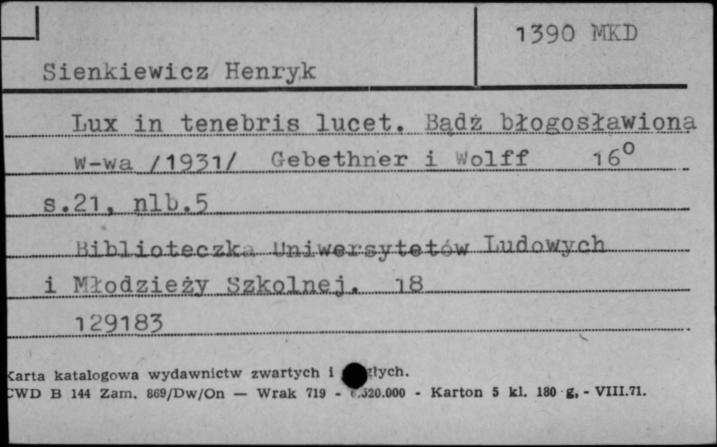 1390 MKD
Sienkiewicz Henryk
Lux in tenebris lucet. Bądź błogosławiona
W-wa /1931/ Gebethner i Wolff 16°
s.21, nlb.5
Biblioteczka Uniwersytetów Ludowych
i Młodzieży Szkolnej. 18
129183
Karta katalogowa wydawnictw zwartych i
CWD B 144 Zam. 869/Dw/On — Wrak 719 - - Karton 5 kl. 180 g, - VIII.71.